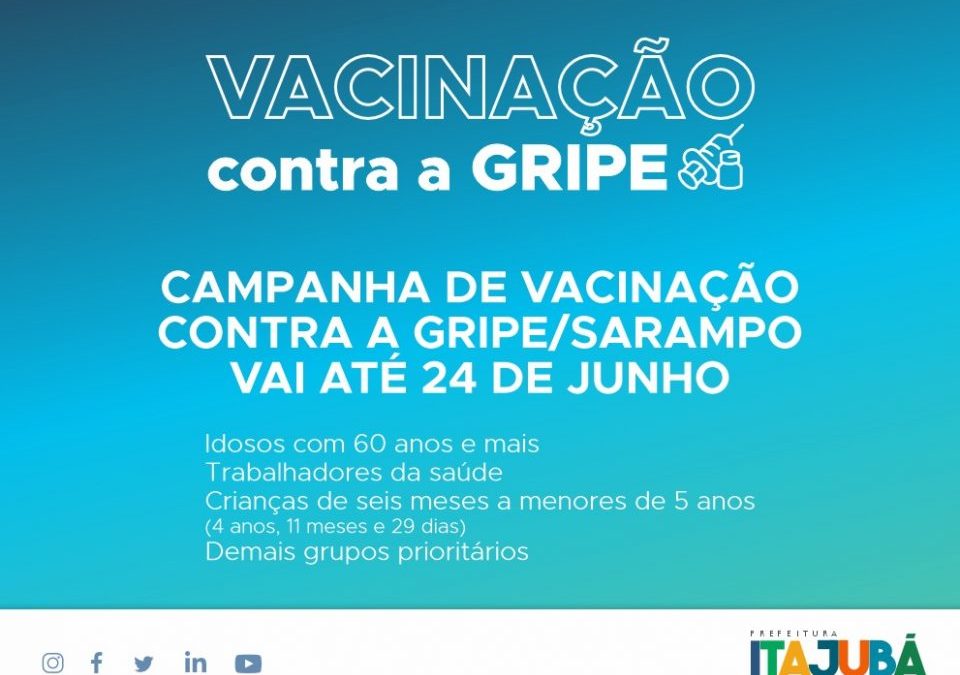 VACINAÇÃO
contra a GRIPE
CAMPANHA DE VACINAÇÃO
CONTRA A GRIPE/SARAMPO
VAI ATÉ 24 DE JUNHO
Idosos com 60 anos e mais
Trabalhadores da saúde
Crianças de seis meses a menores de 5 anos
(4 anos, 11 meses e 29 dias)
Demais grupos prioritários
PREFEITURA
ITAJUBÁ